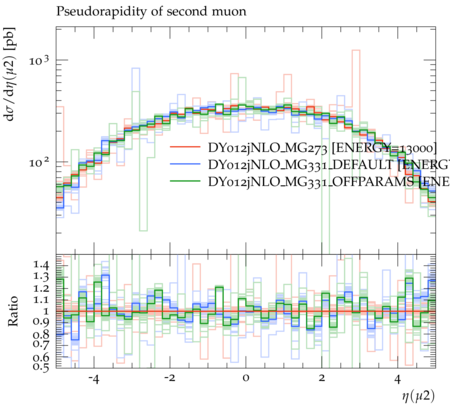 Pseudorapidity of second muon
dσ/dη(μ2) [pb]
10³
10²
DY012jNLO_MG273 [ENERGY=13000]
DY012jNLO_MG331_DEFAULT [ENERGY
DY012jNLO_MG331_OFFPARAMS [ENE
Ratio
1.4
1.3
1.2
1.1
1
0.9
0.8
0.7
0.6
0.5
-4 -2 0 2 4
η(μ2)